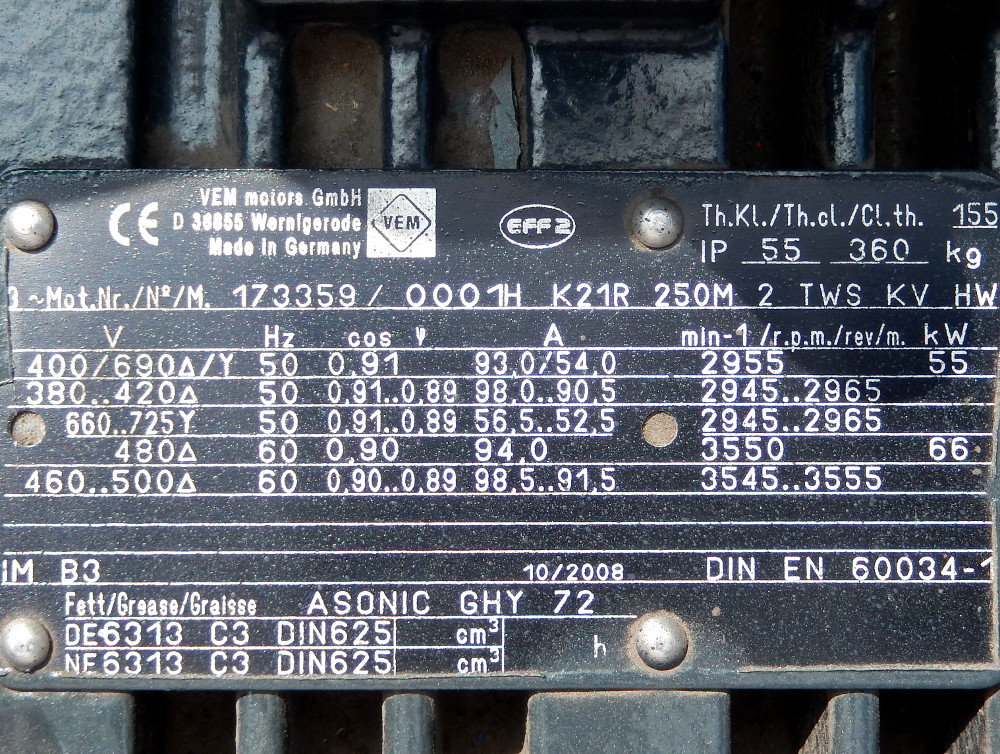 VEM motors GmbH
D 38855 Wernigerode
Made in Germany
CE
VEM
EFF2
Th.Kl./Th.cl./Cl.th. 155
IP 55 360 kg
3 ~Mot.Nr./N°/M. 173359/ 0001H K21R 250M 2 TWS KV HW
V Hz cos φ A min-1/r.p.m./rev/m. kW
400/690Δ/Y 50 0,91 93,0/54,0 2955 55
380..420Δ 50 0,91..0,89 98,0..90,5 2945..2965
660..725Y 50 0,91..0,89 56,5..52,5 2945..2965
480Δ 60 0,90 94,0 3550 66
460..500Δ 60 0,90..0,89 98,5..91,5 3545..3555
IM B3 10/2008 DIN EN 60034-1
Fett/Grease/Graisse ASONIC GHY 72
DE 6313 C3 DIN625 cm³ h
NE 6313 C3 DIN625 cm³